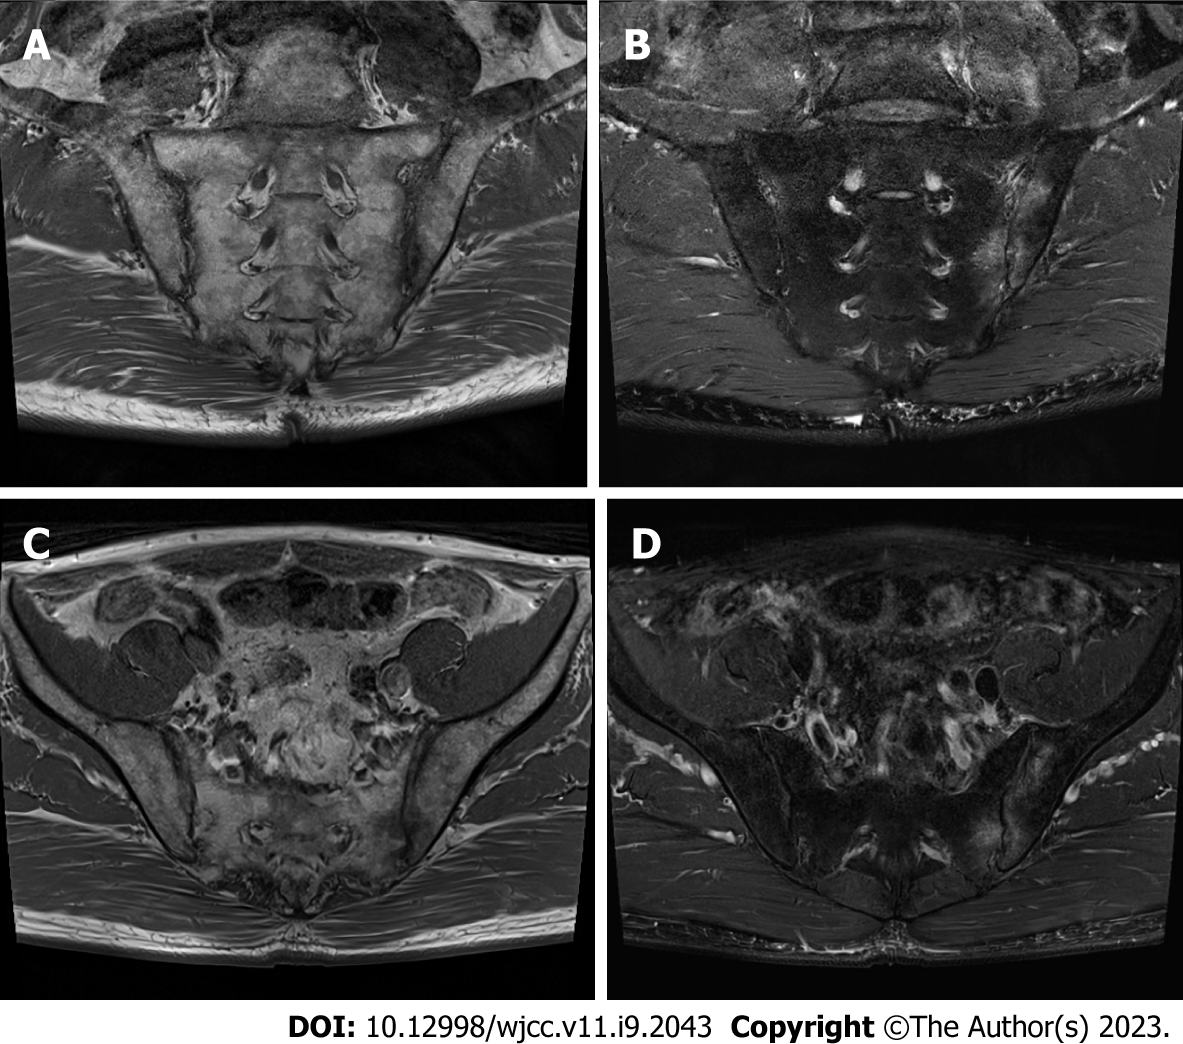 A
B
C
D
DOI: 10.12998/wjcc.v11.i9.2043 Copyright ©The Author(s) 2023.